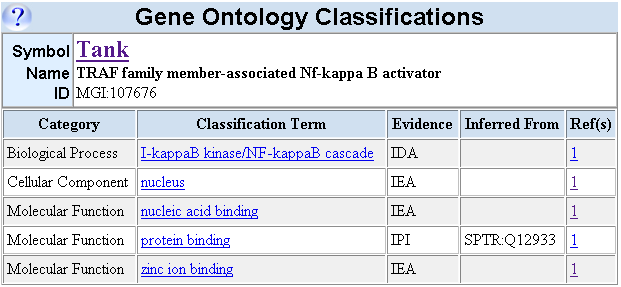 ? Gene Ontology Classifications
Symbol Tank
Name TRAF family member-associated Nf-kappa B activator
ID MGI:107676
Category Classification Term Evidence Inferred From Ref(s)
Biological Process I-kappaB kinase/NF-kappaB cascade IDA 1
Cellular Component nucleus IEA 1
Molecular Function nucleic acid binding IEA 1
Molecular Function protein binding IPI SPTR:Q12933 1
Molecular Function zinc ion binding IEA 1